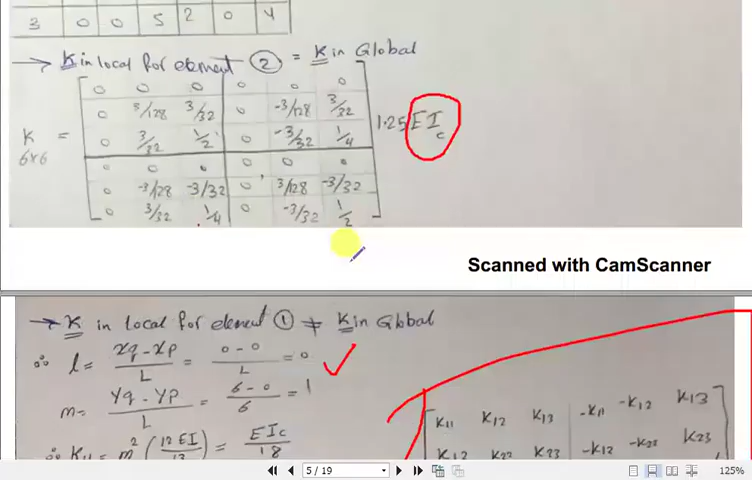 3 0 0 5 2 0 4
→ K in local for element ② = K in Global
0 0 0 0 0 0
0 3/128 3/32 0 -3/128 3/32
K 6x6 = 0 3/32 1/2 0 -3/32 1/4 1.25 EIc
0 0 0 0 0 0
0 -3/128 -3/32 0 3/128 -3/32
0 3/32 1/4 0 -3/32 1/2
Scanned with CamScanner
→ K in local for element ① ≠ K in Global
∴ l = xq-xp / L = 0-0 / L = 0
m = yq-yp / L = 6-0 / 6 = 1
K11 K12 K13 -K11 -K12 K13
∴ K11 = m² (12EI / l³) = EIc / 18
K12 K22 K23 -K12 -K22 K23
5 / 19
125%